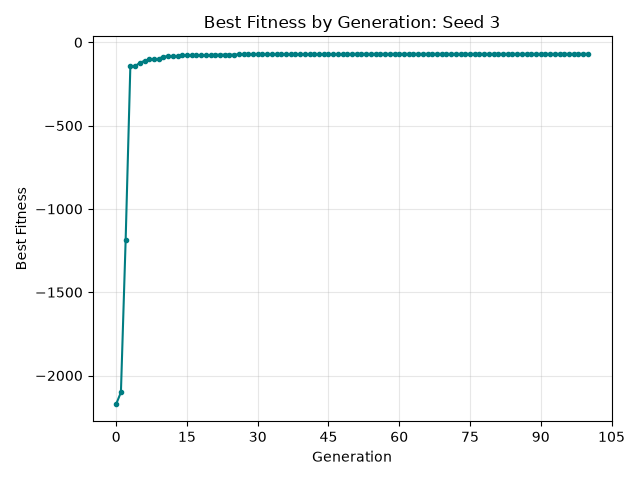 Best Fitness by Generation: Seed 3
Best Fitness
0
−500
−1000
−1500
−2000
0 15 30 45 60 75 90 105
Generation